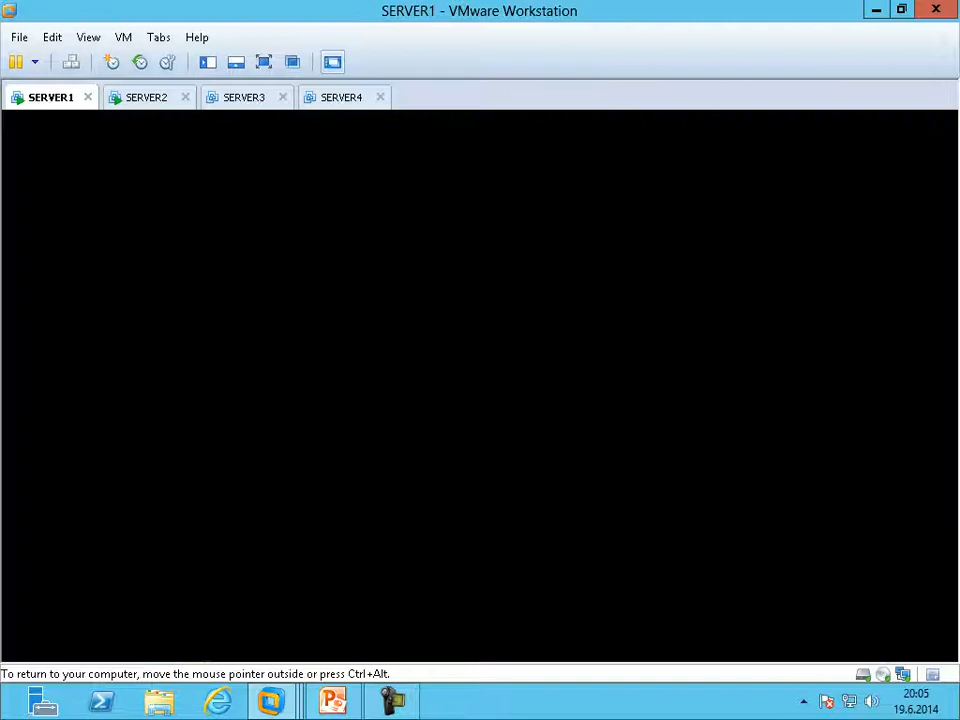 SERVER1 - VMware Workstation
File Edit View VM Tabs Help
SERVER1 SERVER2 SERVER3 SERVER4
To return to your computer, move the mouse pointer outside or press Ctrl+Alt.
20:05
19.6.2014